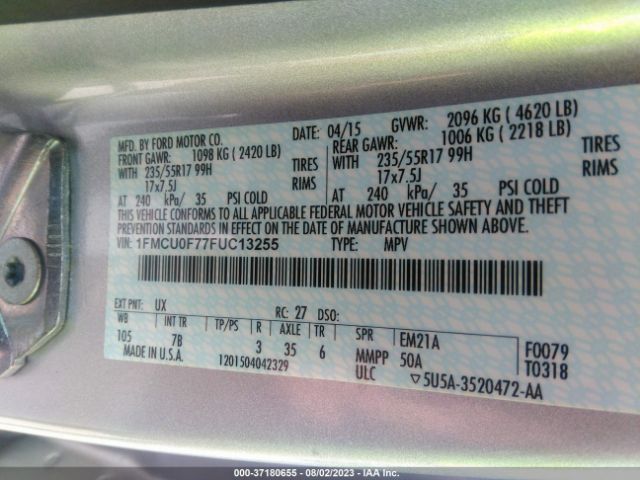 MFD. BY FORD MOTOR CO.
DATE: 04/15 GVWR: 2096 KG ( 4620 LB)
FRONT GAWR: 1098 KG ( 2420 LB) REAR GAWR: 1006 KG ( 2218 LB)
WITH 235/55R17 99H TIRES WITH 235/55R17 99H TIRES
17x7.5J RIMS 17x7.5J RIMS
AT 240 kPa/ 35 PSI COLD AT 240 kPa/ 35 PSI COLD
THIS VEHICLE CONFORMS TO ALL APPLICABLE FEDERAL MOTOR VEHICLE SAFETY AND THEFT
PREVENTION STANDARDS IN EFFECT ON THE DATE OF MANUFACTURE SHOWN ABOVE.
VIN: 1FMCU0F77FUC13255 TYPE: MPV
EXT PNT: UX RC: 27 DSO:
WB INT TR TP/PS R AXLE TR SPR EM21A F0079
105 7B 3 35 6 MMPP 50A T0318
MADE IN U.S.A. 1201504042329 ULC ▽5U5A-3520472-AA
000-37180655 - 08/02/2023 - IAA Inc.